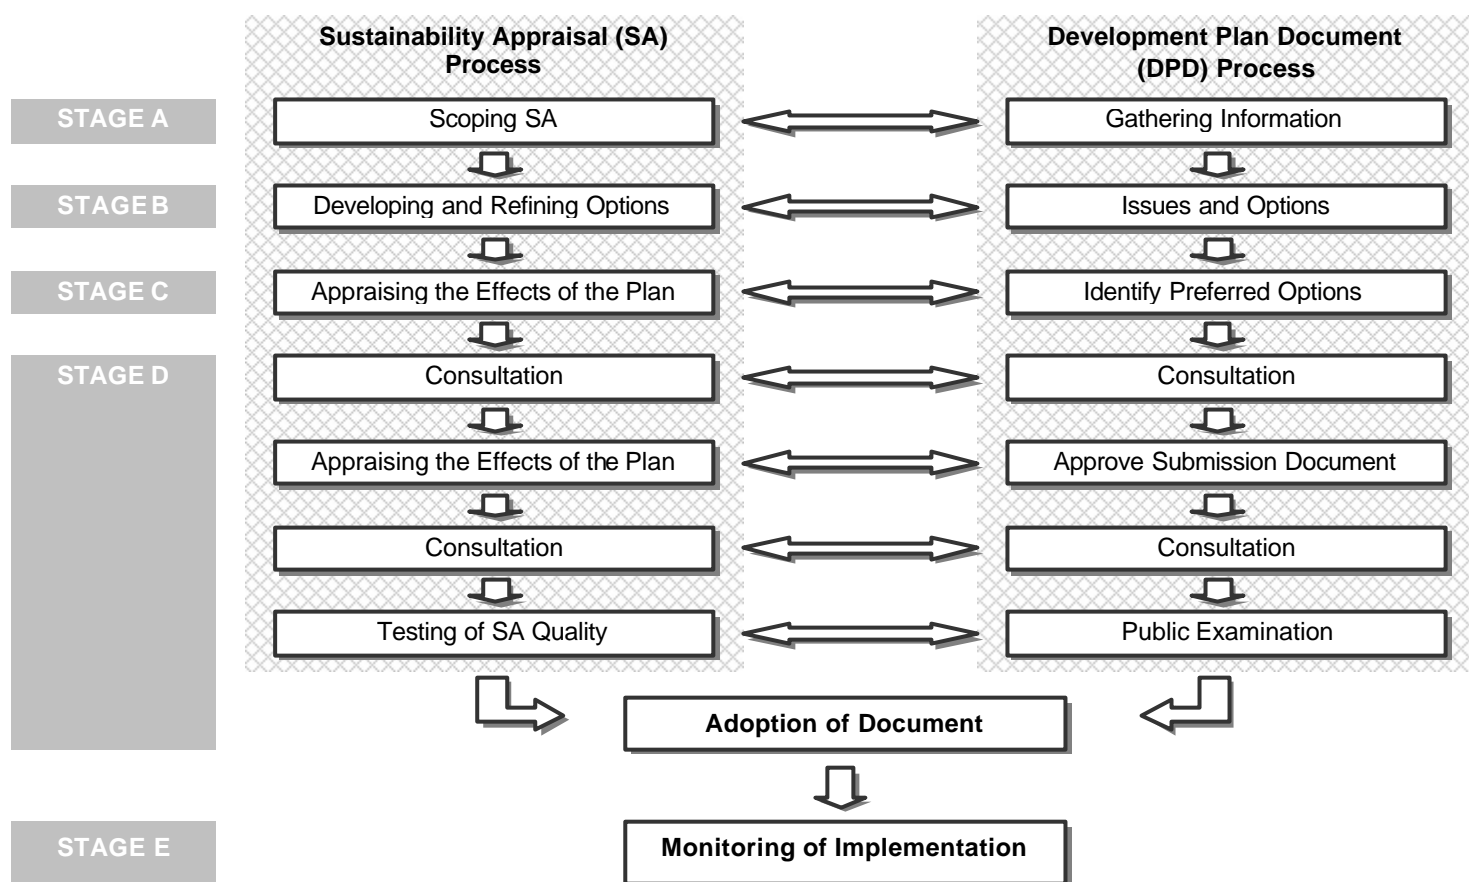 Sustainability Appraisal (SA)
Process
Development Plan Document
(DPD) Process
STAGE A
Scoping SA
Gathering Information
STAGE B
Developing and Refining Options
Issues and Options
STAGE C
Appraising the Effects of the Plan
Identify Preferred Options
STAGE D
Consultation
Consultation
Appraising the Effects of the Plan
Approve Submission Document
Consultation
Consultation
Testing of SA Quality
Public Examination
Adoption of Document
STAGE E
Monitoring of Implementation